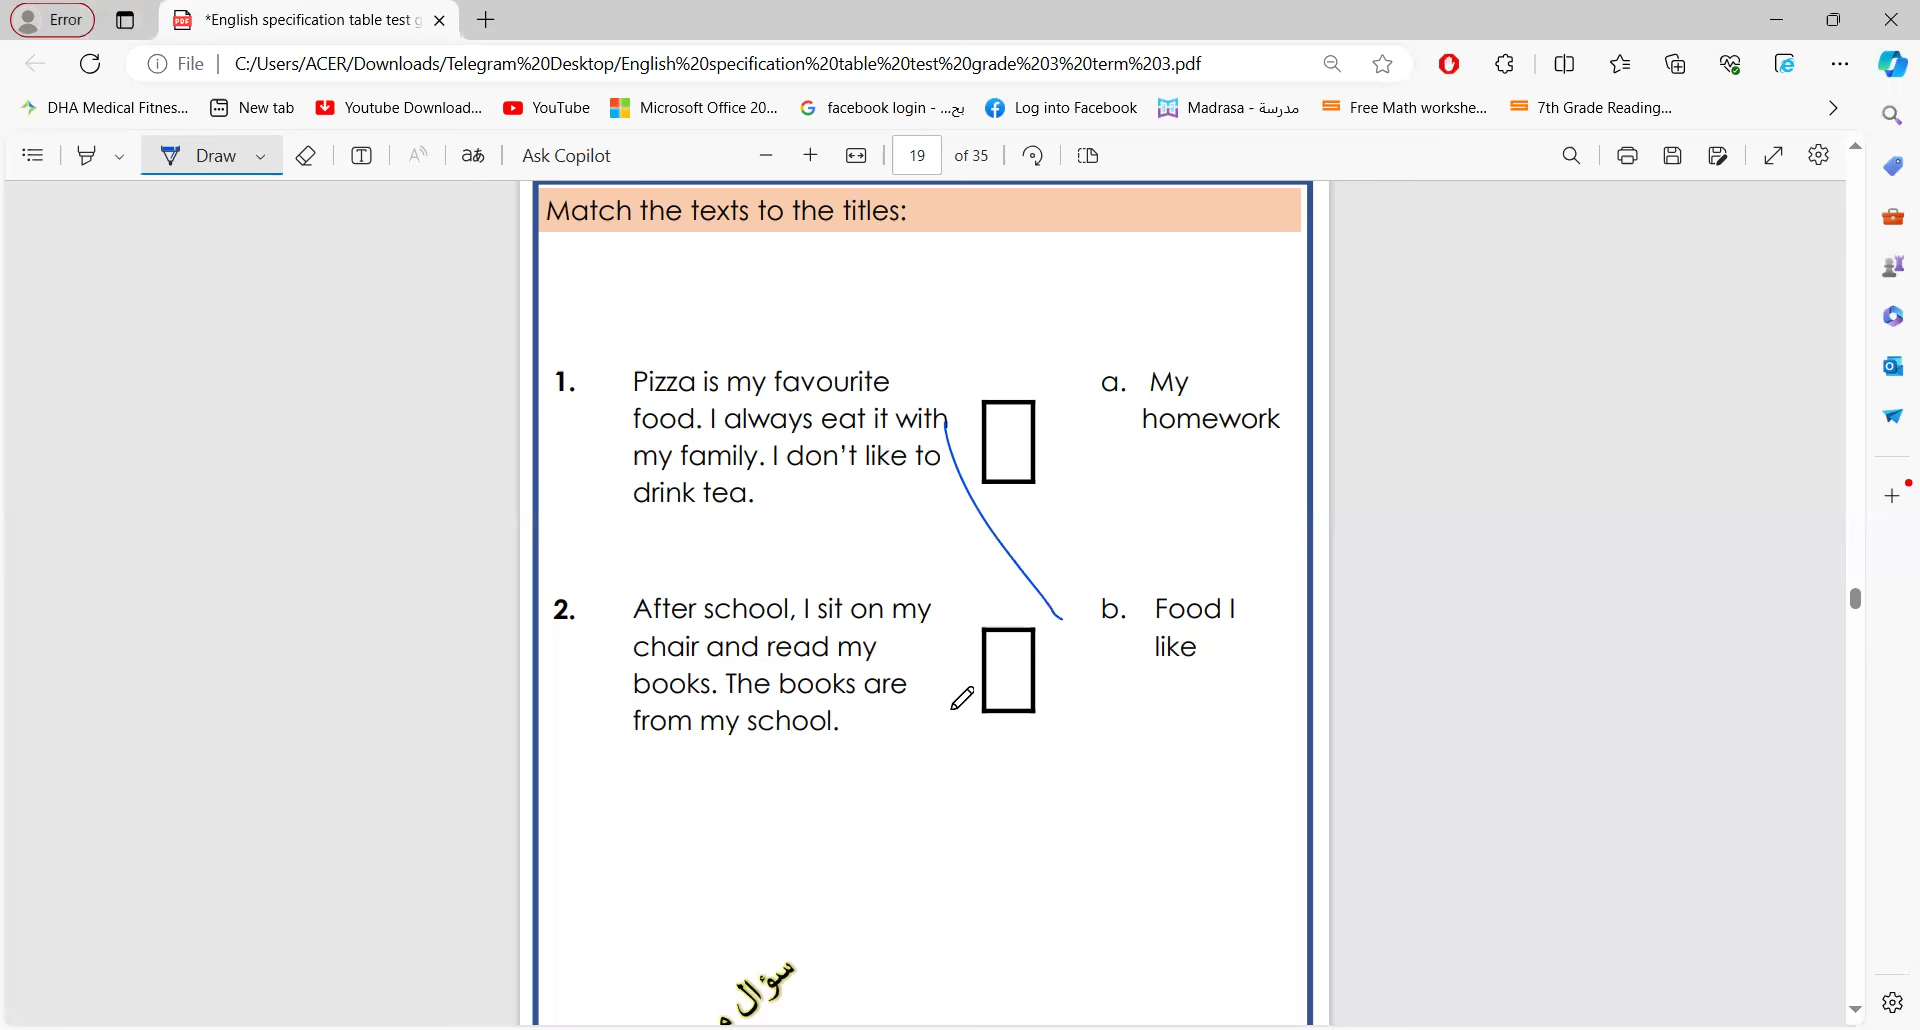 Error
*English specification table test g
File
C:/Users/ACER/Downloads/Telegram%20Desktop/English%20specification%20table%20test%20grade%203%20term%203.pdf
DHA Medical Fitnes...
New tab
Youtube Download...
YouTube
Microsoft Office 20...
facebook login - ...بح
Log into Facebook
Madrasa - مدرسة
Free Math workshe...
7th Grade Reading...
Draw
Ask Copilot
19
of 35
Match the texts to the titles:
1. Pizza is my favourite
food. I always eat it with
my family. I don't like to
drink tea.
a. My
homework
2. After school, I sit on my
chair and read my
books. The books are
from my school.
b. Food I
like
سؤال